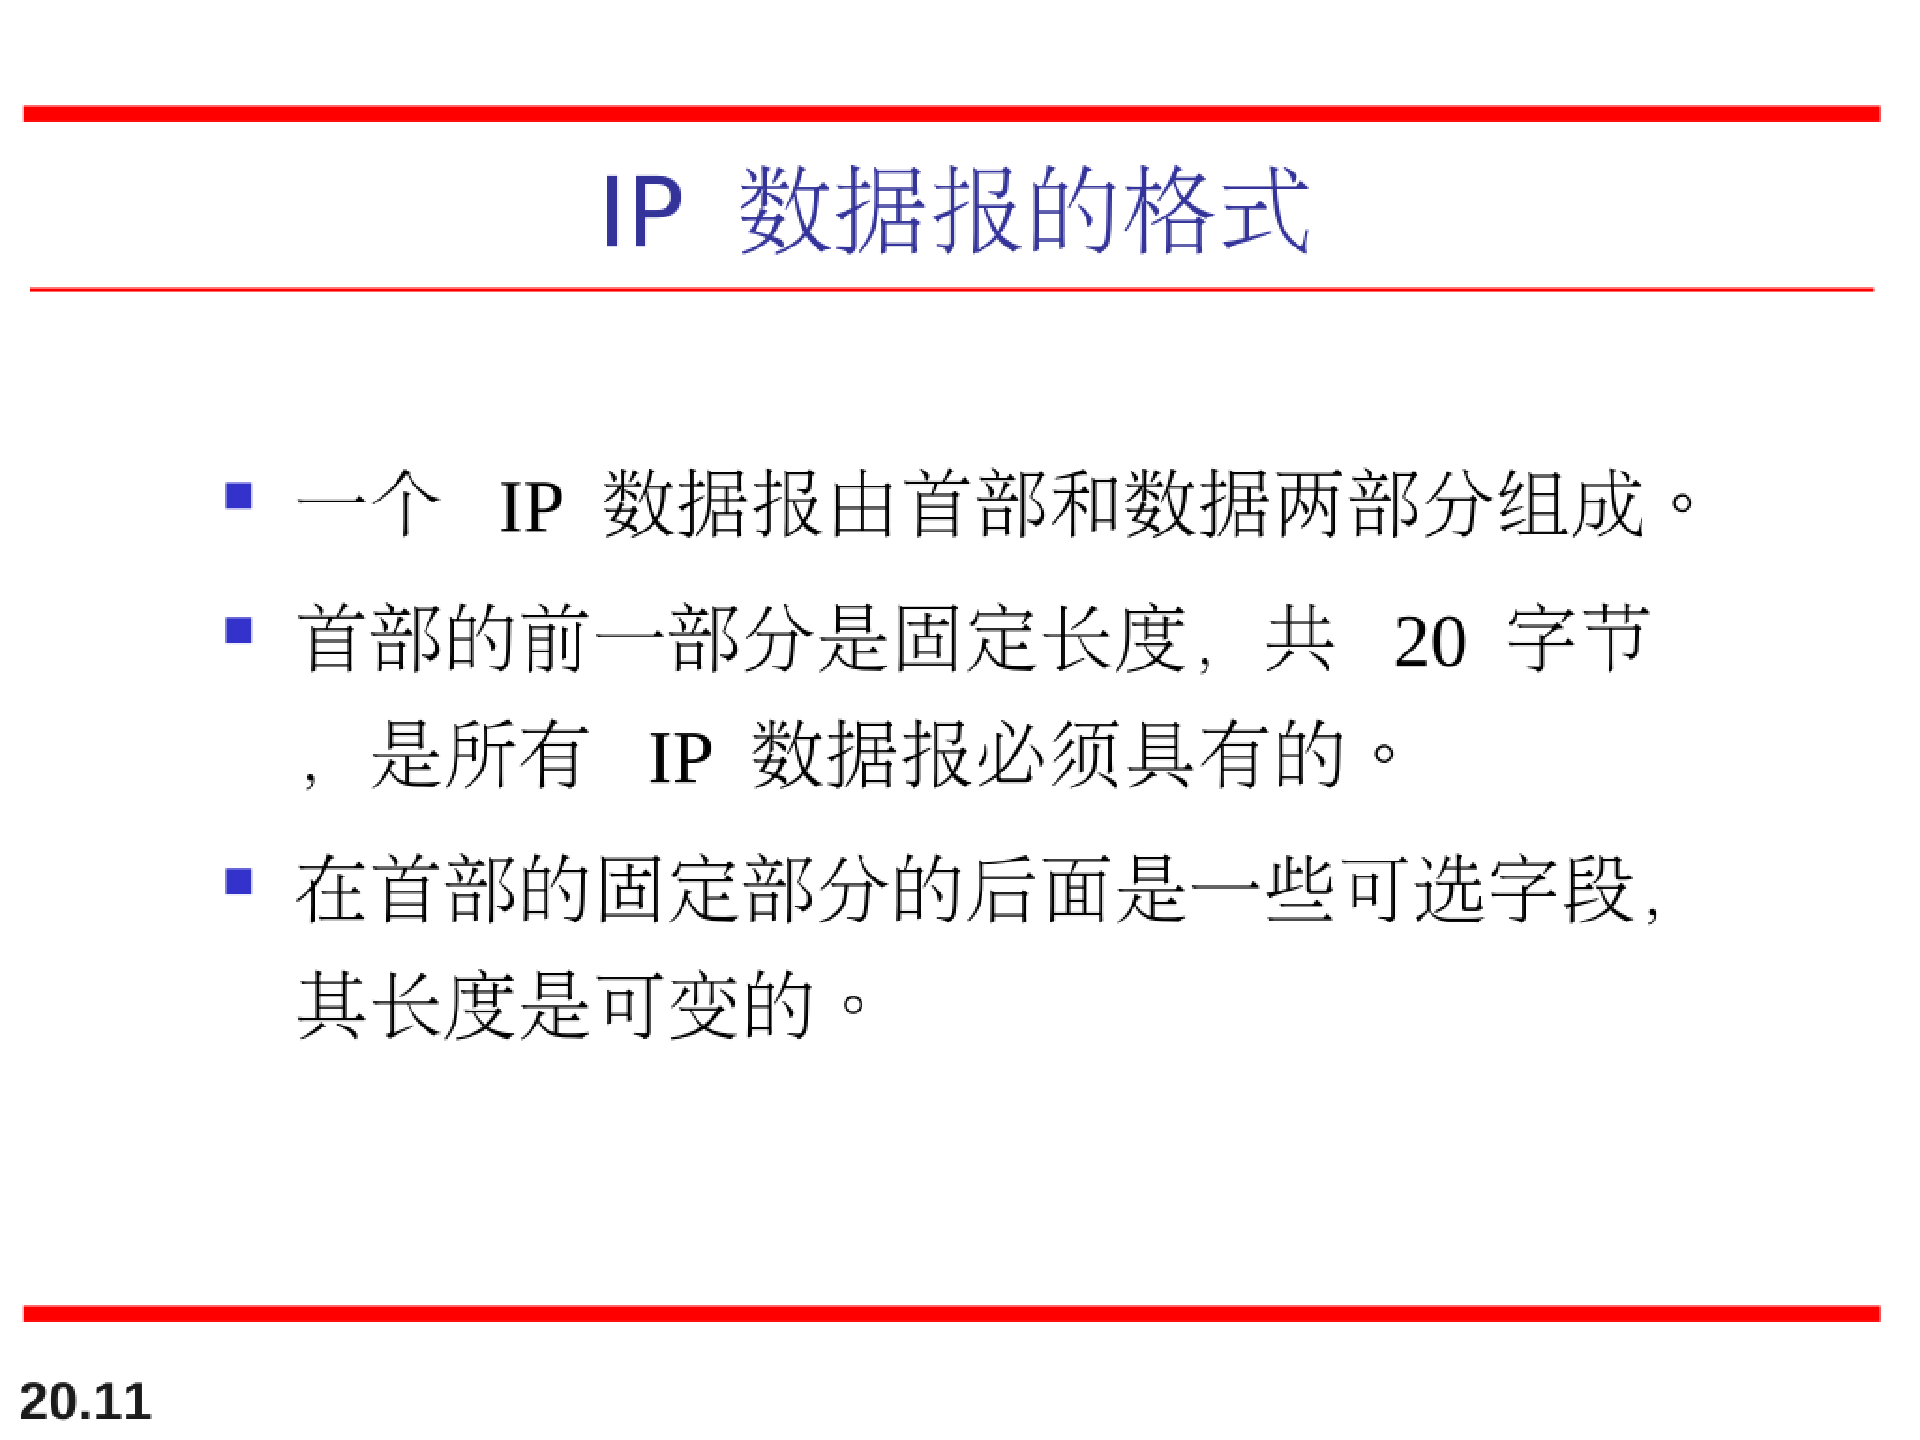 IP 数据报的格式
一个 IP 数据报由首部和数据两部分组成。
首部的前一部分是固定长度，共 20 字节
，是所有 IP 数据报必须具有的。
在首部的固定部分的后面是一些可选字段，
其长度是可变的。
20.11